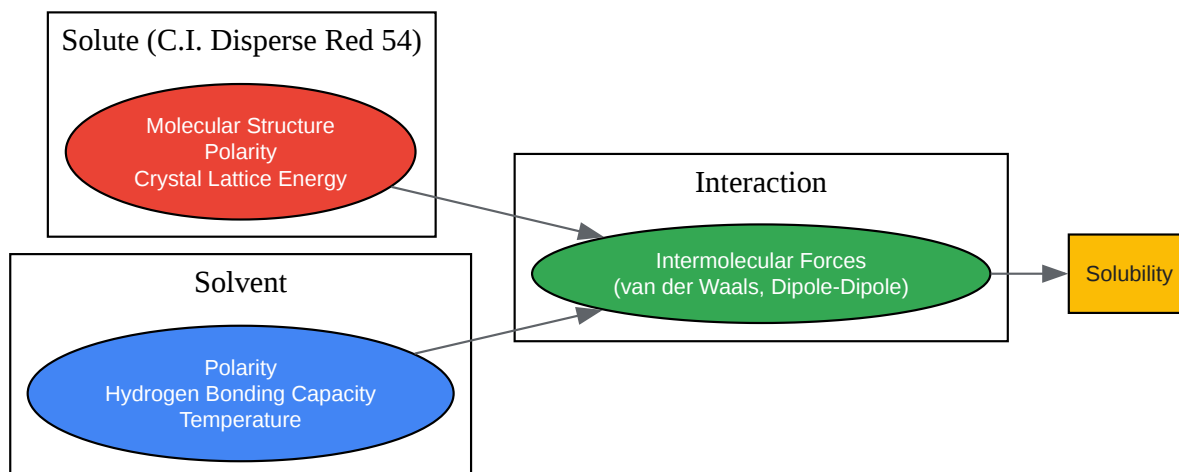 Solute (C.I. Disperse Red 54)
Molecular Structure
Polarity
Crystal Lattice Energy
Solvent
Polarity
Hydrogen Bonding Capacity
Temperature
Interaction
Intermolecular Forces
(van der Waals, Dipole-Dipole)
Solubility